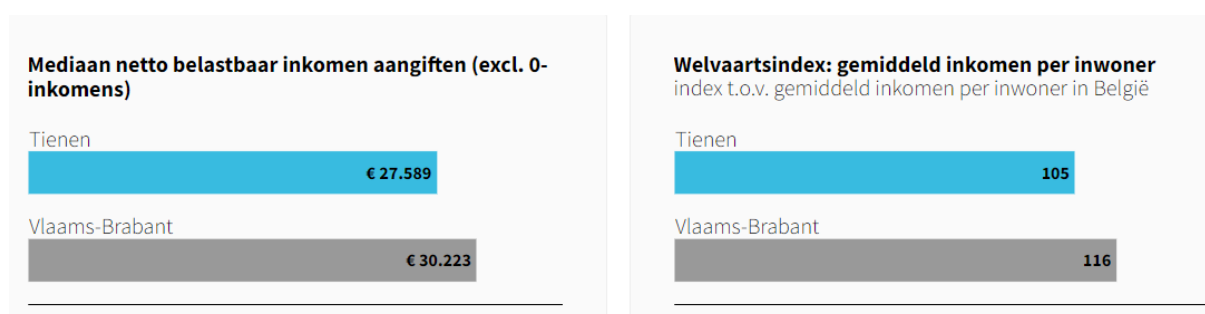 Mediaan netto belastbaar inkomen aangiften (excl. 0-
inkomens)
Tienen
€ 27.589
Vlaams-Brabant
€ 30.223
Welvaartsindex: gemiddeld inkomen per inwoner
index t.o.v. gemiddeld inkomen per inwoner in België
Tienen
105
Vlaams-Brabant
116